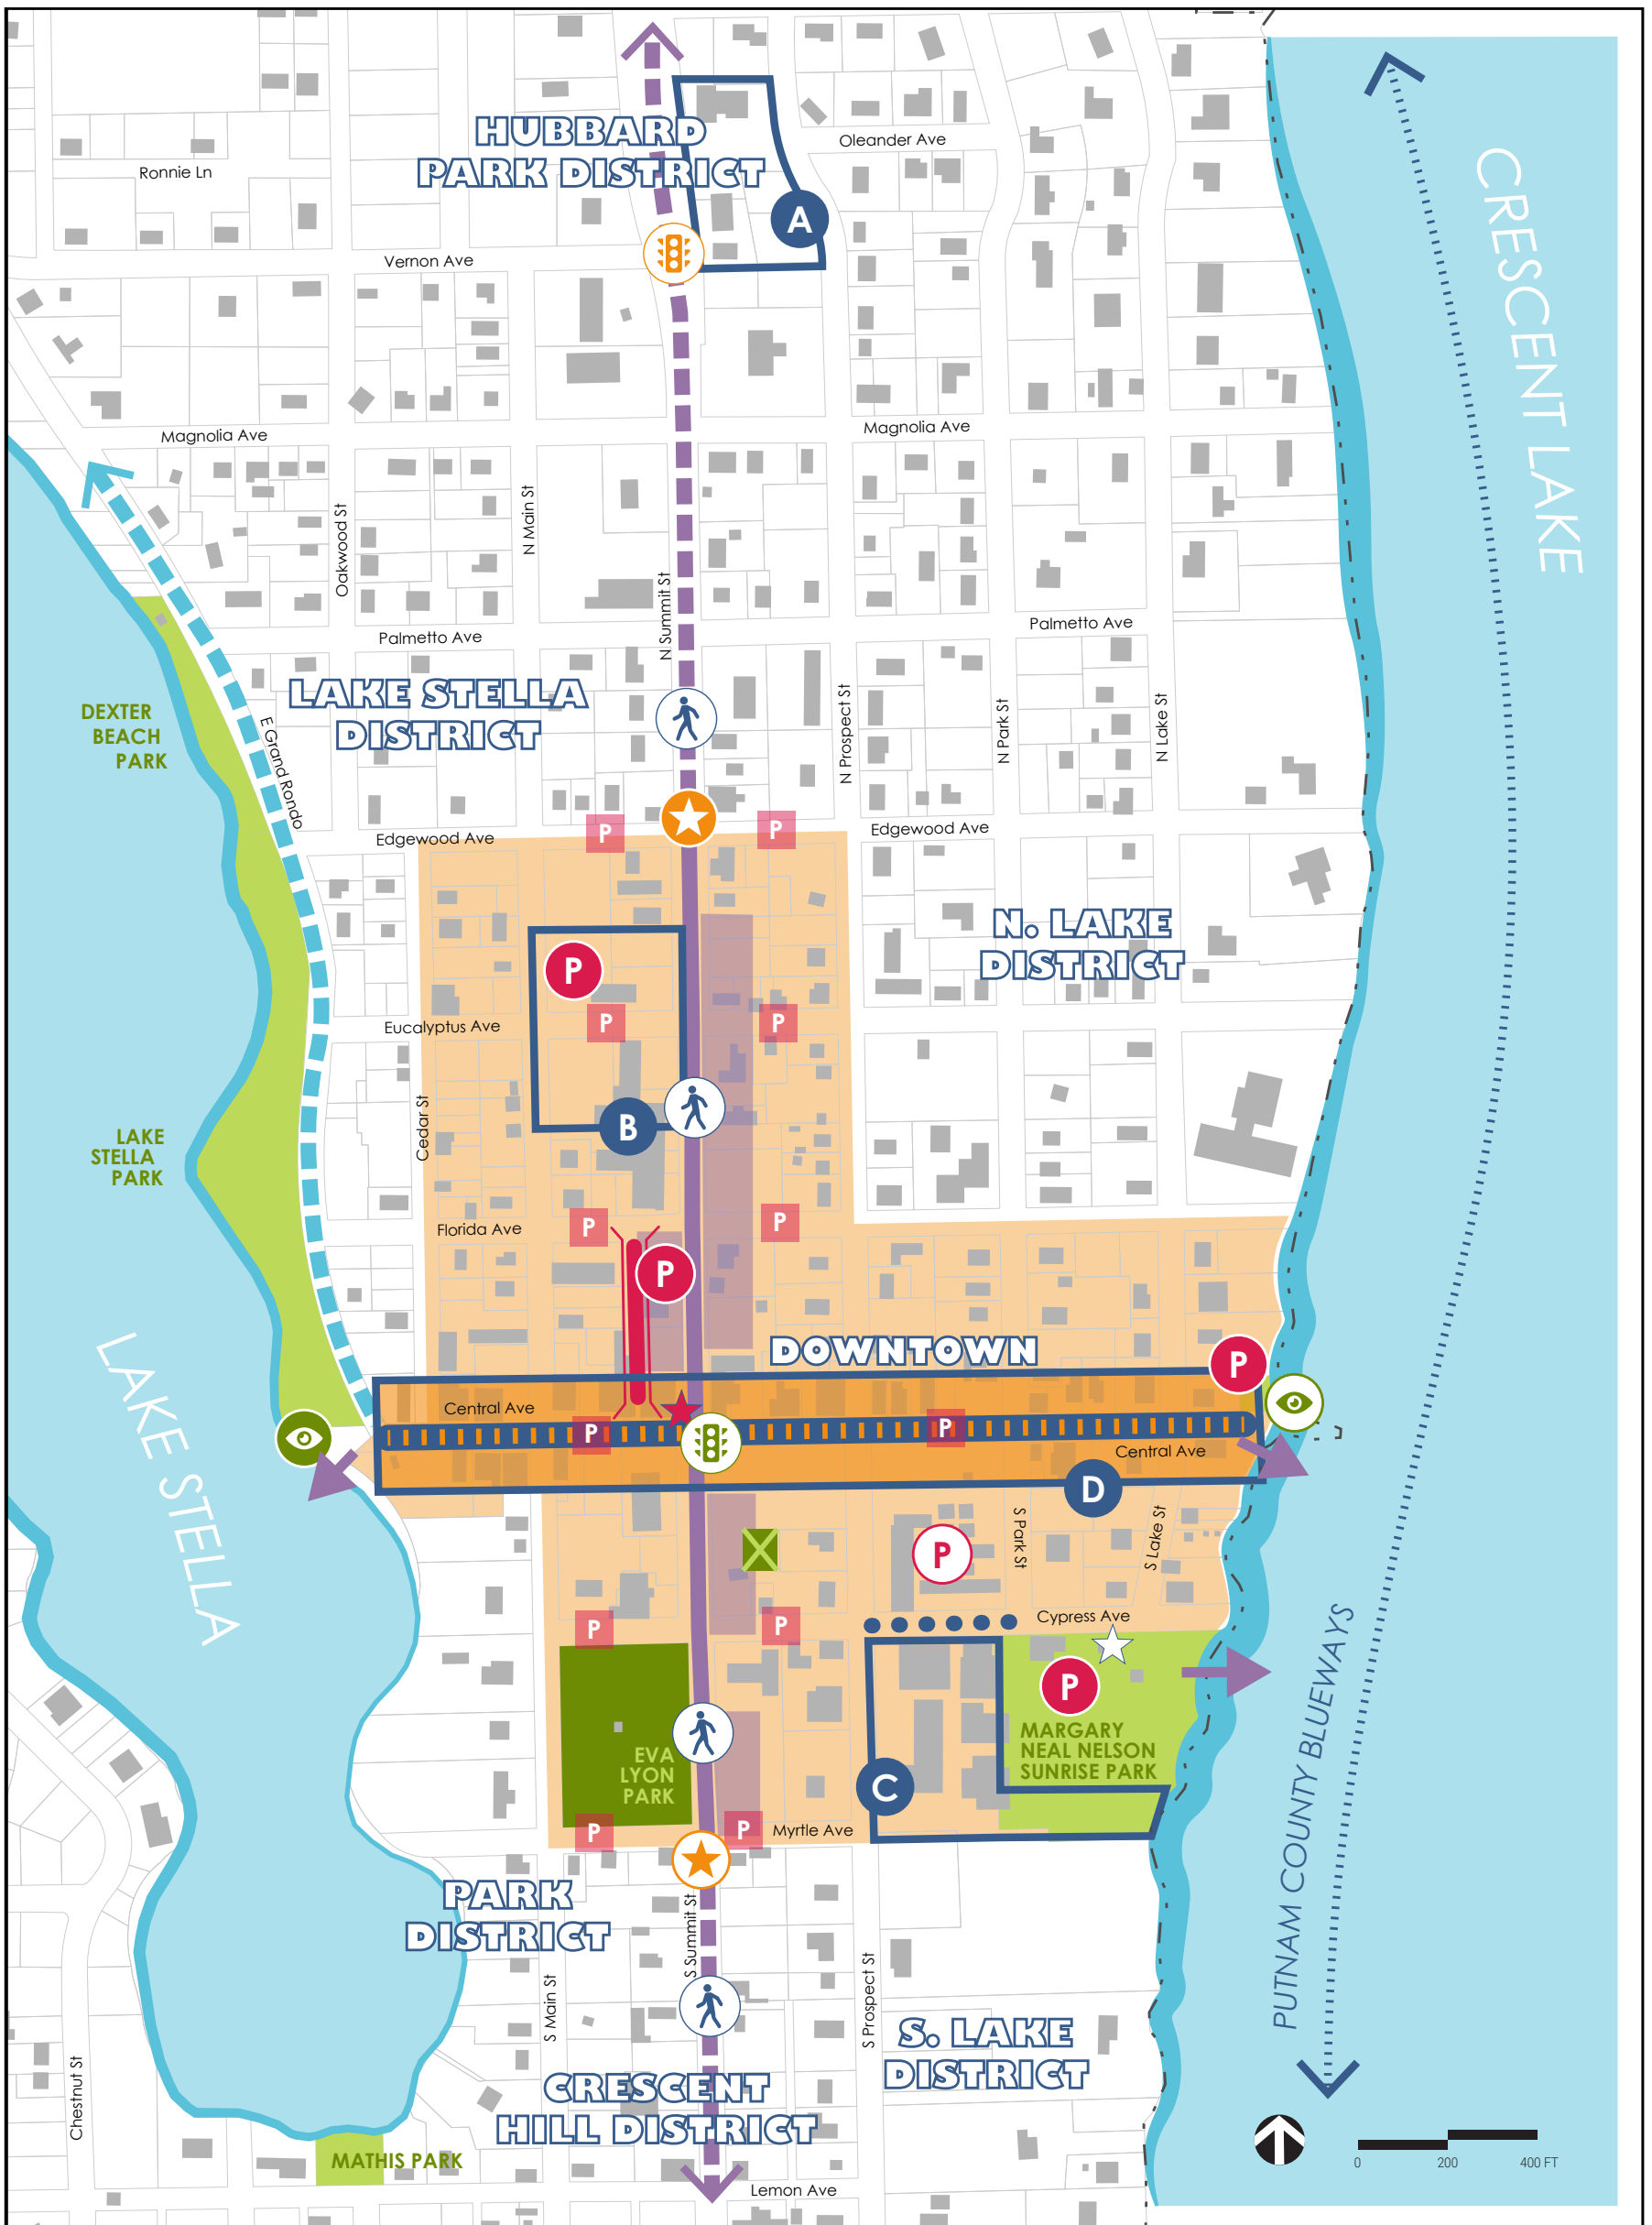 HUBBARD
PARK DISTRICT
Oleander Ave
Ronnie Ln
A
Vernon Ave
CRESCENT LAKE
Magnolia Ave
Magnolia Ave
Oakwood St
N Main St
N Summit St
Palmetto Ave
Palmetto Ave
LAKE STELLA
DISTRICT
DEXTER
BEACH
PARK
E Grand Rondo
N Prospect St
N Park St
N Lake St
Edgewood Ave
P
P
Edgewood Ave
N. LAKE
DISTRICT
P
P
P
Eucalyptus Ave
Cedar St
B
LAKE
STELLA
PARK
Florida Ave
P
P
P
DOWNTOWN
P
Central Ave
P
P
Central Ave
D
LAKE STELLA
S Park St
S Lake St
P
Cypress Ave
P
P
P
MARGARY
NEAL NELSON
SUNRISE PARK
EVA
LYON
PARK
C
P
P
Myrtle Ave
PUTNAM COUNTY BLUEWAYS
PARK
DISTRICT
S Summit St
S Main St
S Prospect St
S. LAKE
DISTRICT
CRESCENT
HILL DISTRICT
Chestnut St
MATHIS PARK
Lemon Ave
0 200 400 FT